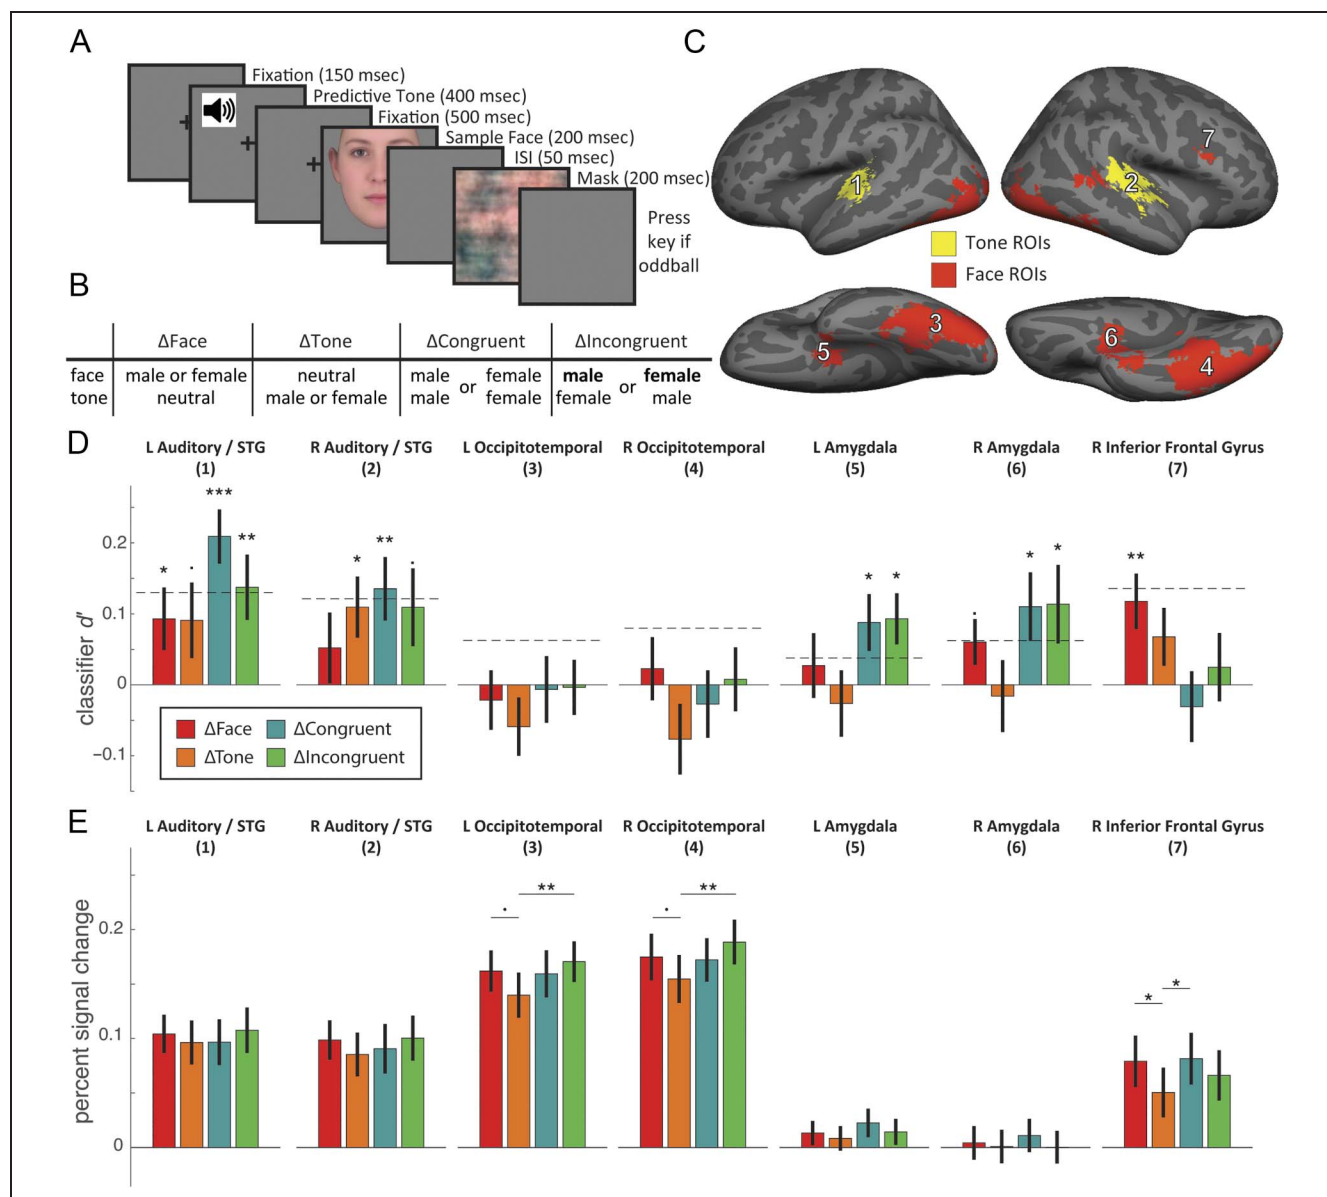 A
Fixation (150 msec)
Predictive Tone (400 msec)
Fixation (500 msec)
Sample Face (200 msec)
ISI (50 msec)
Mask (200 msec)
Press
key if
oddball
B
ΔFace ΔTone ΔCongruent ΔIncongruent
face male or female neutral male or female male or female
tone neutral male or female male female female male
C
1
2
7
Tone ROIs
Face ROIs
3
5
6
4
D
L Auditory / STG R Auditory / STG L Occipitotemporal R Occipitotemporal L Amygdala R Amygdala R Inferior Frontal Gyrus
(1) (2) (3) (4) (5) (6) (7)
*** 
* . ** * ** . * * . * * **
0.2
0.1
0
−0.1
classifier d′
ΔFace ΔCongruent
ΔTone ΔIncongruent
E
L Auditory / STG R Auditory / STG L Occipitotemporal R Occipitotemporal L Amygdala R Amygdala R Inferior Frontal Gyrus
(1) (2) (3) (4) (5) (6) (7)
. ** . ** * *
0.2
0.1
0
percent signal change